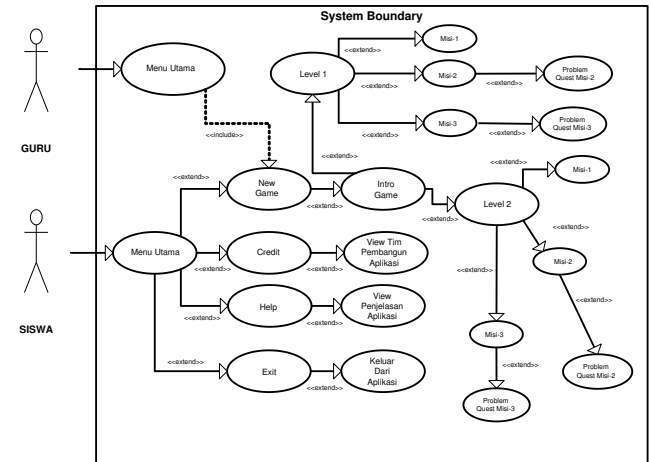 System Boundary
GURU
SISWA
Menu Utama
<<include>>
Level 1
<<extend>>
Misi-1
<<extend>>
Misi-2
<<extend>>
Problem
Quest Misi-2
<<extend>>
Misi-3
<<extend>>
Problem
Quest Misi-3
<<extend>>
Menu Utama
<<extend>>
New
Game
<<extend>>
Intro
Game
<<extend>>
Level 2
Misi-1
<<extend>>
Misi-2
<<extend>>
Problem
Quest Misi-2
<<extend>>
Misi-3
<<extend>>
Problem
Quest Misi-3
<<extend>>
Credit
<<extend>>
View Tim
Pembangun
Aplikasi
<<extend>>
Help
<<extend>>
View
Penjelasan
Aplikasi
<<extend>>
Exit
<<extend>>
Keluar
Dari
Aplikasi